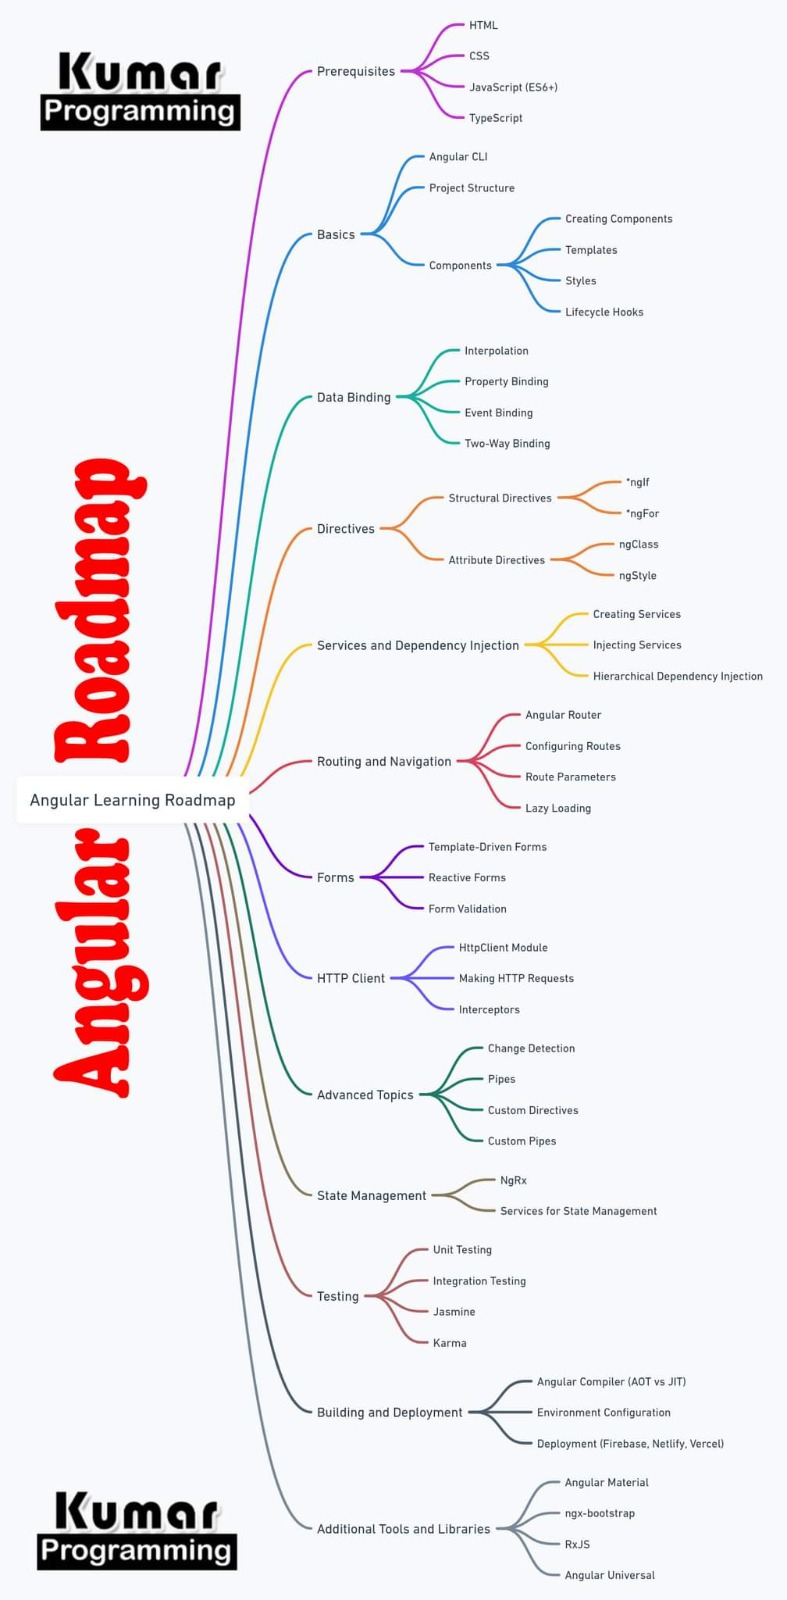 Kumar
Programming
Angular Roadmap
Angular Learning Roadmap
Prerequisites
HTML
CSS
JavaScript (ES6+)
TypeScript
Basics
Angular CLI
Project Structure
Components
Creating Components
Templates
Styles
Lifecycle Hooks
Data Binding
Interpolation
Property Binding
Event Binding
Two-Way Binding
Directives
Structural Directives
*ngIf
*ngFor
Attribute Directives
ngClass
ngStyle
Services and Dependency Injection
Creating Services
Injecting Services
Hierarchical Dependency Injection
Routing and Navigation
Angular Router
Configuring Routes
Route Parameters
Lazy Loading
Forms
Template-Driven Forms
Reactive Forms
Form Validation
HTTP Client
HttpClient Module
Making HTTP Requests
Interceptors
Advanced Topics
Change Detection
Pipes
Custom Directives
Custom Pipes
State Management
NgRx
Services for State Management
Testing
Unit Testing
Integration Testing
Jasmine
Karma
Building and Deployment
Angular Compiler (AOT vs JIT)
Environment Configuration
Deployment (Firebase, Netlify, Vercel)
Additional Tools and Libraries
Angular Material
ngx-bootstrap
RxJS
Angular Universal
Kumar
Programming